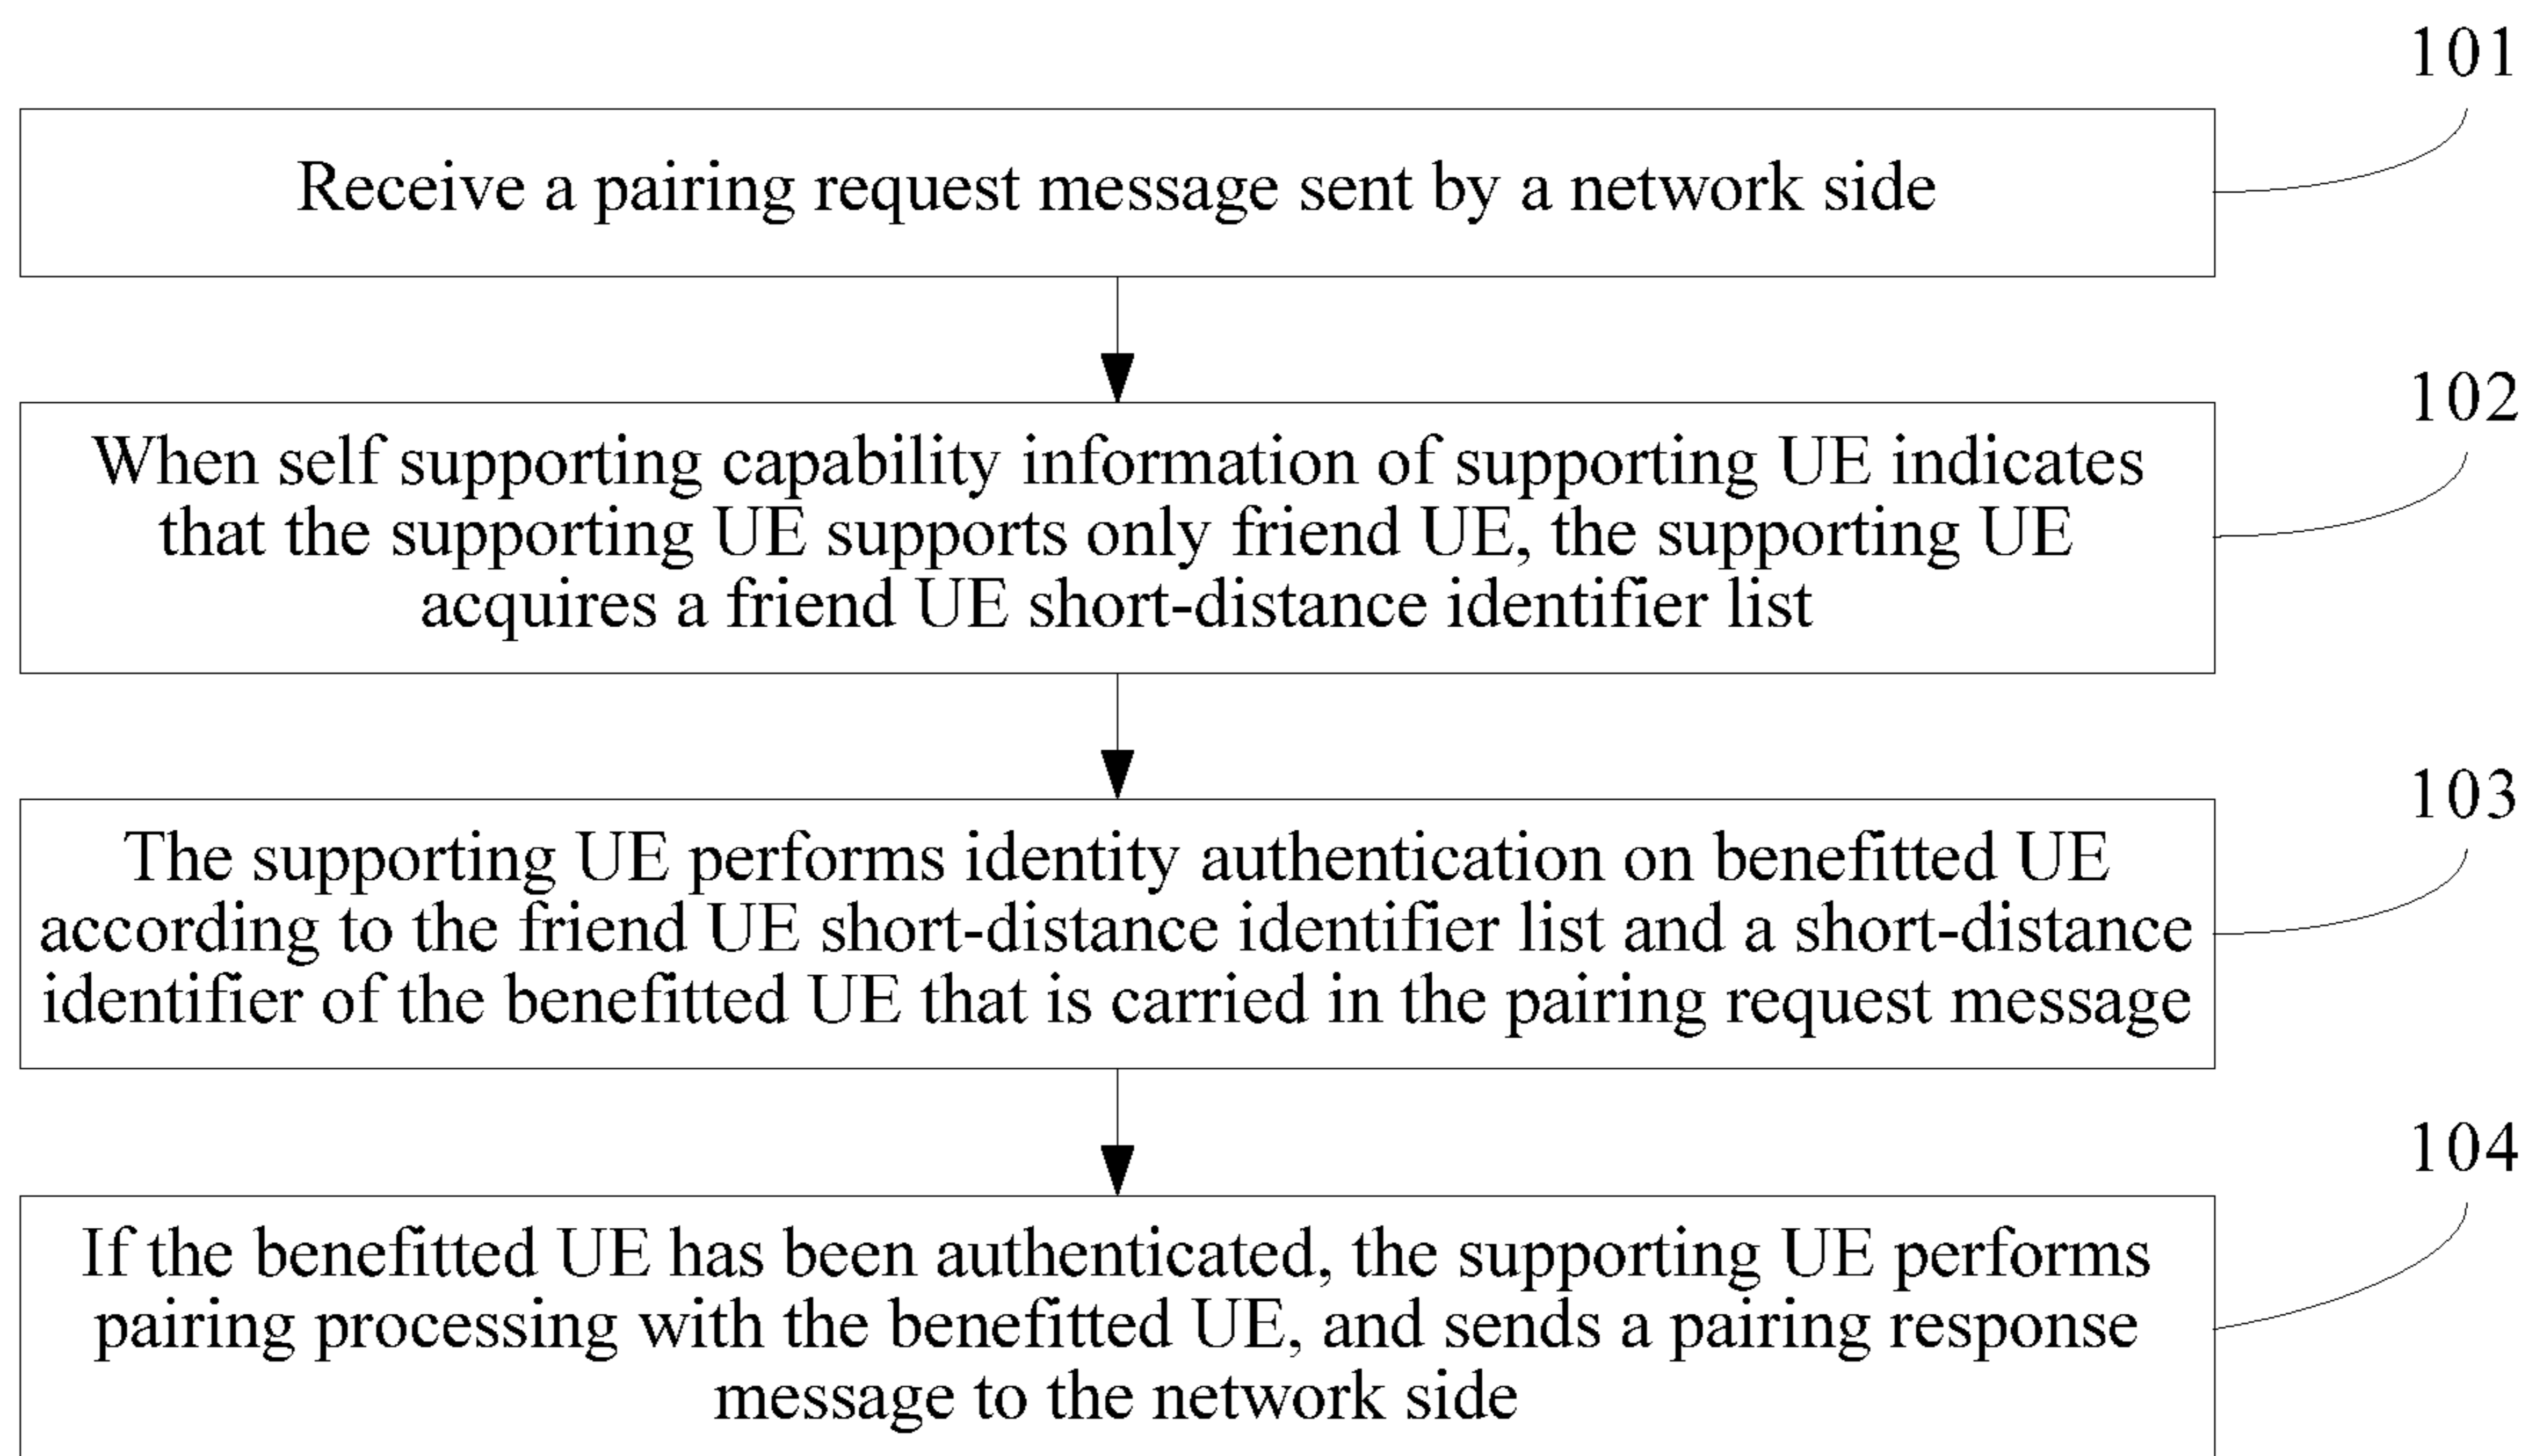 101
Receive a pairing request message sent by a network side
102
When self supporting capability information of supporting UE indicates
that the supporting UE supports only friend UE, the supporting UE
acquires a friend UE short-distance identifier list
103
The supporting UE performs identity authentication on benefitted UE
according to the friend UE short-distance identifier list and a short-distance
identifier of the benefitted UE that is carried in the pairing request message
104
If the benefitted UE has been authenticated, the supporting UE performs
pairing processing with the benefitted UE, and sends a pairing response
message to the network side